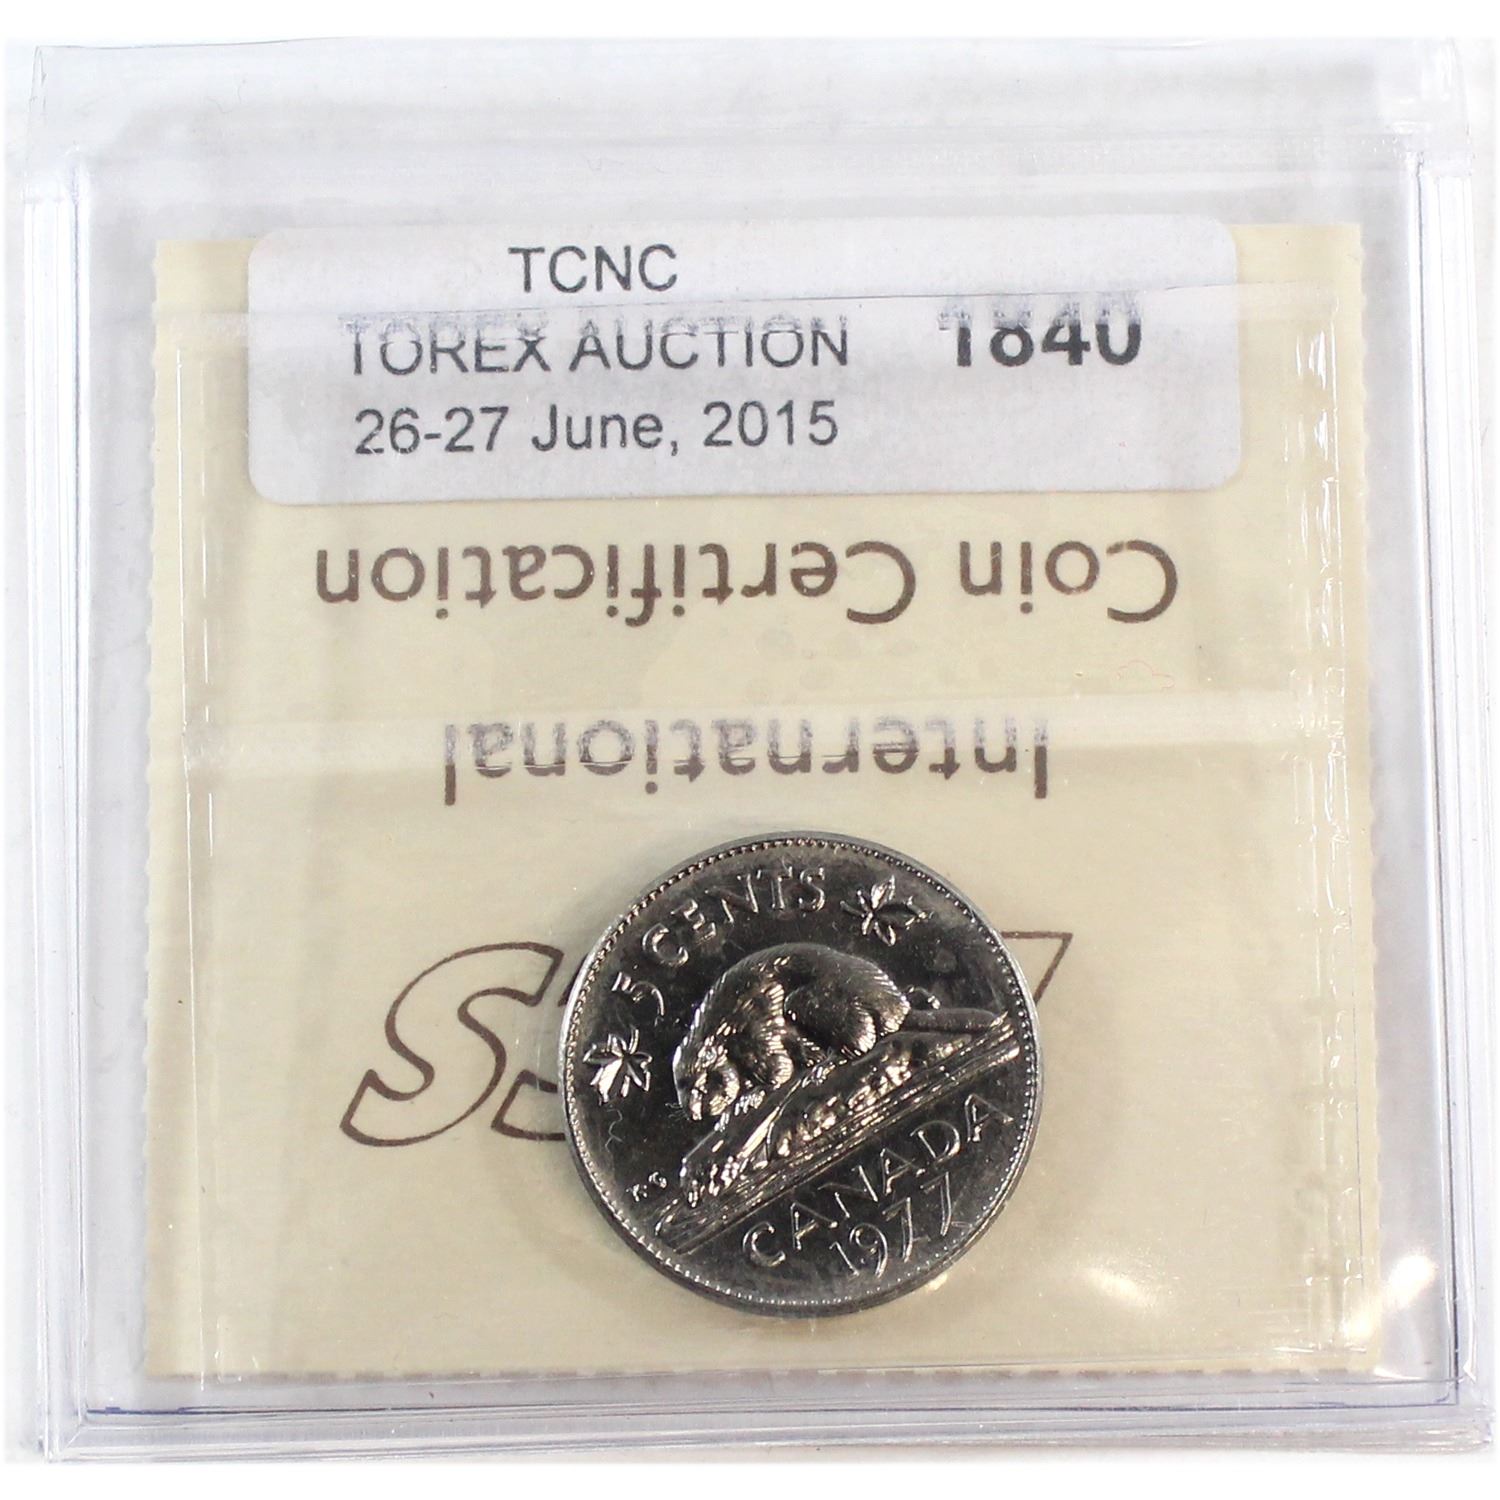 TCNC
TOREX AUCTION 1840
26-27 June, 2015
Coin Certification
International
5 CENTS
K·G
CANADA
1977